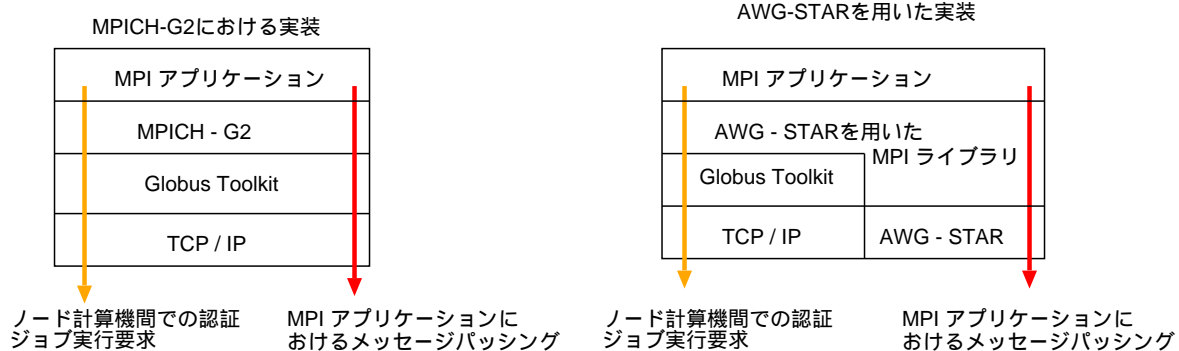 MPICH-G2における実装
MPI アプリケーション
MPICH - G2
Globus Toolkit
TCP / IP
ノード計算機間での認証
ジョブ実行要求
MPI アプリケーションに
おけるメッセージパッシング
AWG-STARを用いた実装
MPI アプリケーション
AWG - STARを用いた
MPI ライブラリ
Globus Toolkit
TCP / IP
AWG - STAR
ノード計算機間での認証
ジョブ実行要求
MPI アプリケーションに
おけるメッセージパッシング